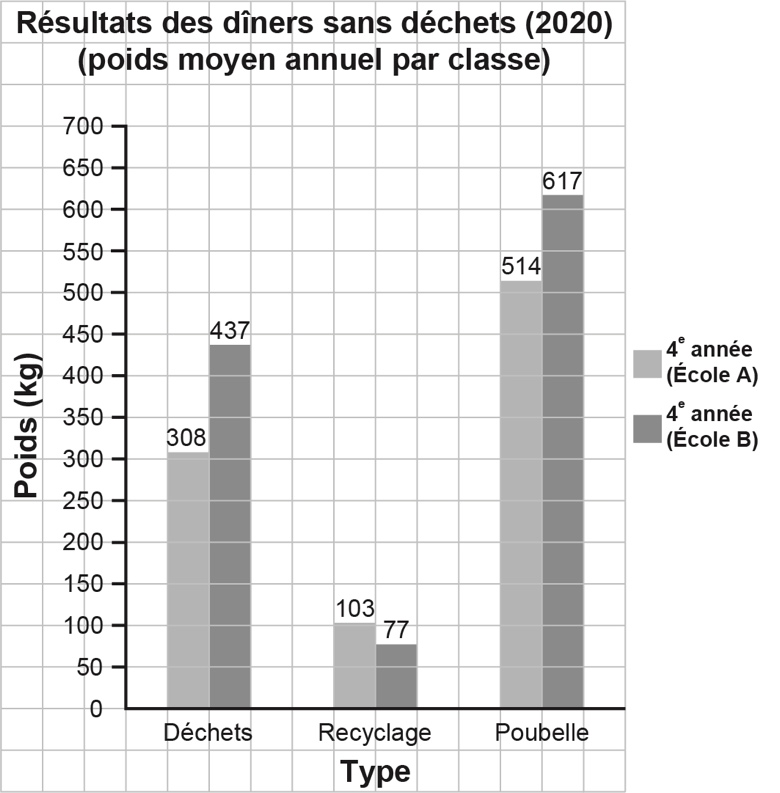 Résultats des dîners sans déchets (2020)
(poids moyen annuel par classe)
Poids (kg)
700
650
600
550
500
450
400
350
300
250
200
150
100
50
0
308
437
103
77
514
617
Déchets
Recyclage
Poubelle
Type
4e année
(École A)
4e année
(École B)